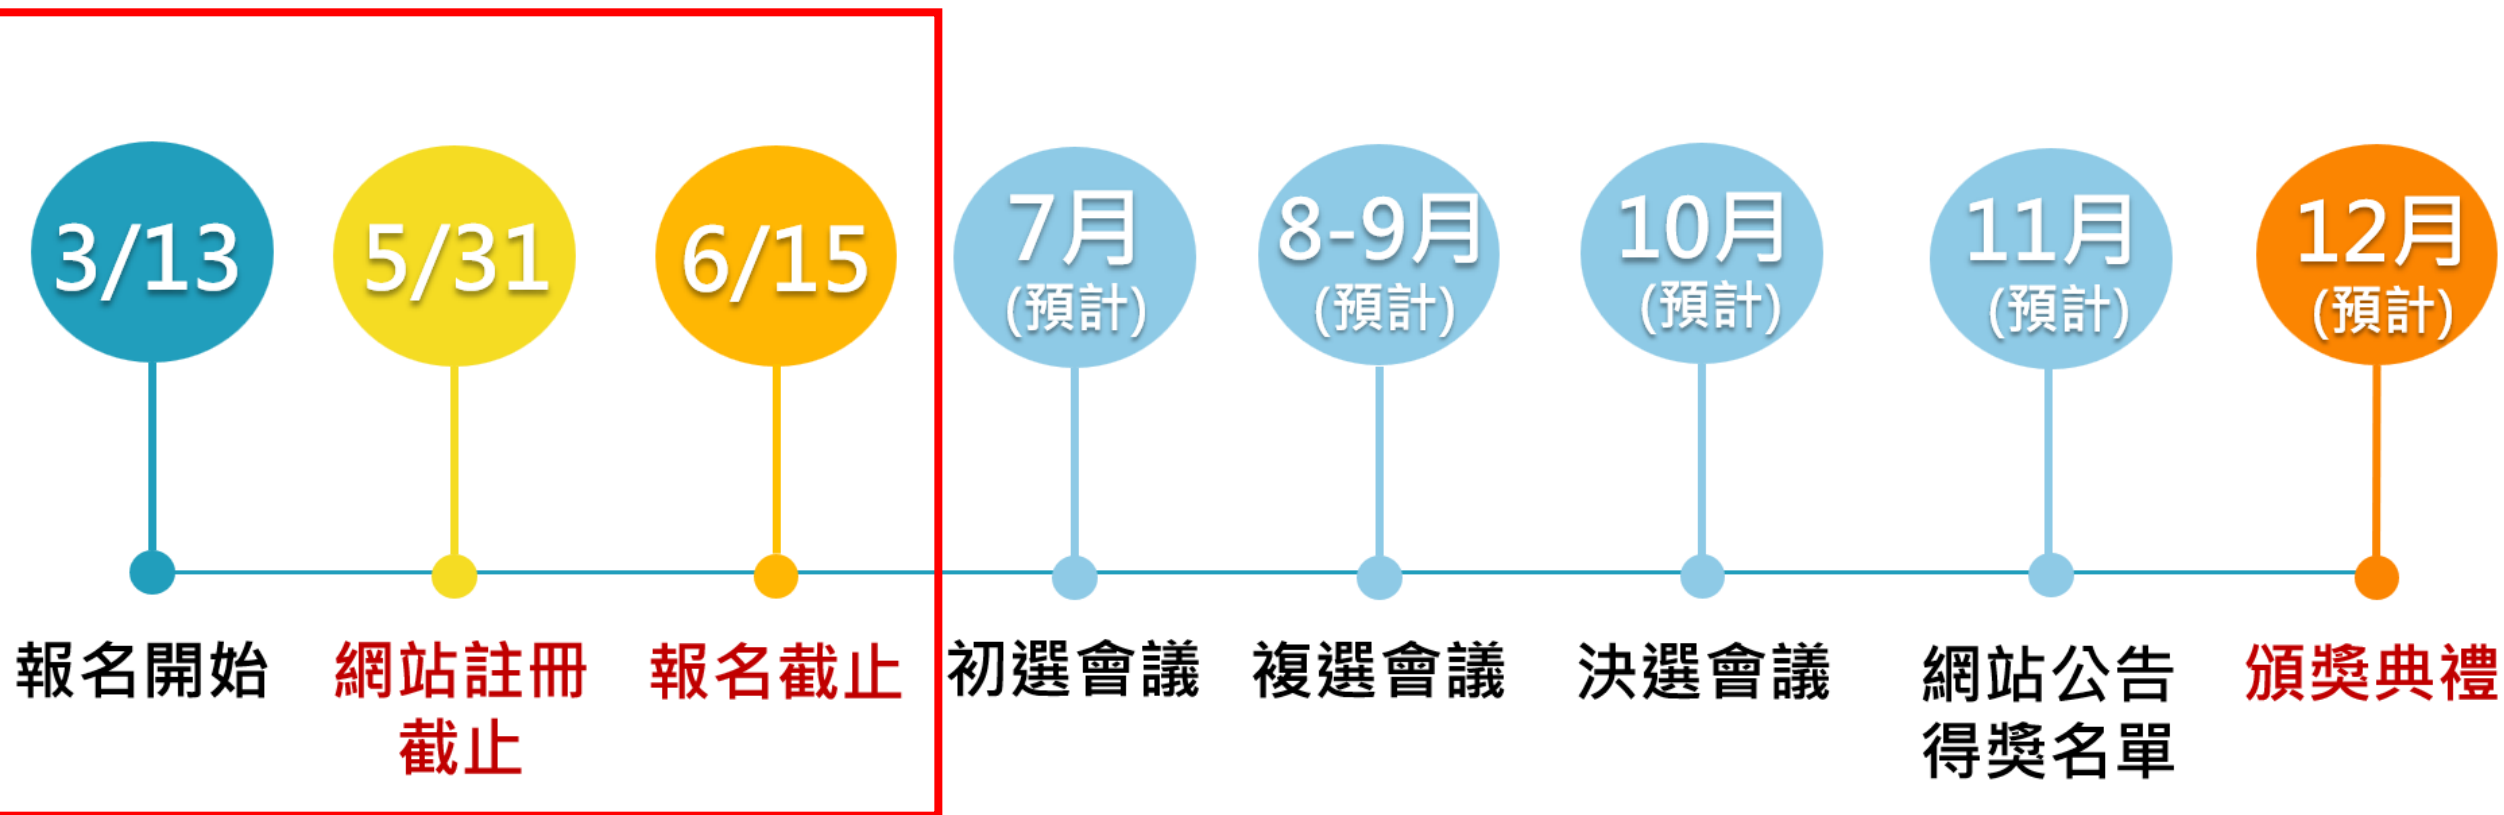 3/13
5/31
6/15
7月
(預計)
8-9月
(預計)
10月
(預計)
11月
(預計)
12月
(預計)
報名開始
網站註冊
截止
報名截止
初選會議
複選會議
決選會議
網站公告
得獎名單
頒獎典禮